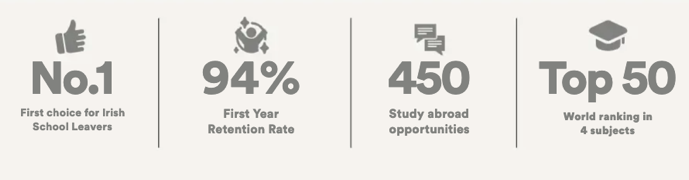 No.1
First choice for Irish
School Leavers
94%
First Year
Retention Rate
450
Study abroad
opportunities
Top 50
World ranking in
4 subjects